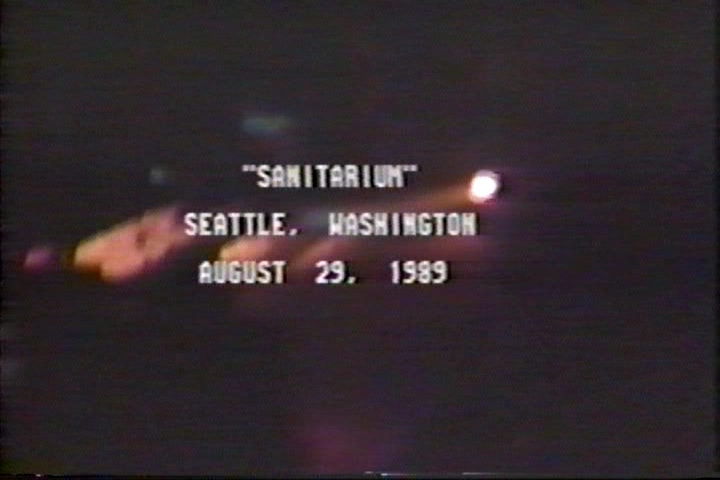 "SANITARIUM"
SEATTLE, WASHINGTON
AUGUST 29, 1989